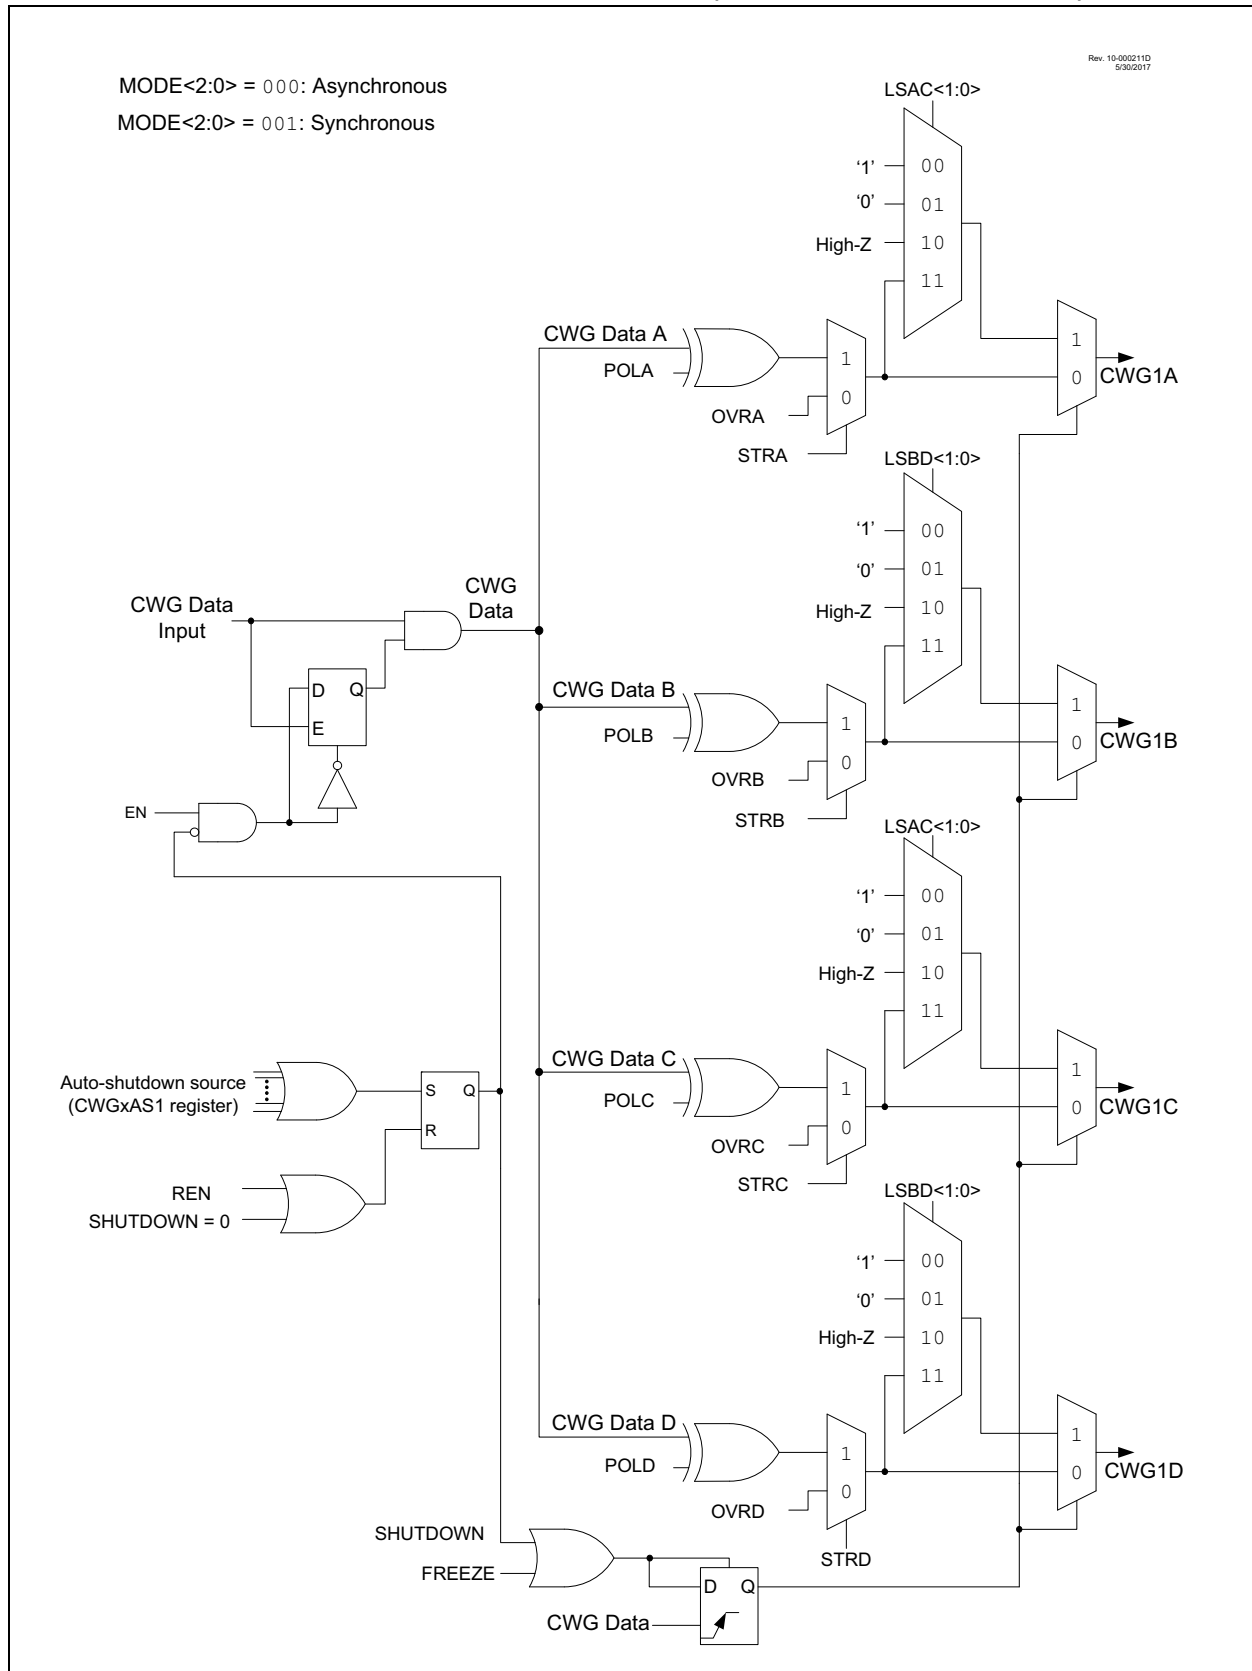 Rev. 10-000211D
5/30/2017
MODE<2:0> = 000: Asynchronous
MODE<2:0> = 001: Synchronous
LSAC<1:0>
‘1’
00
‘0’
01
High-Z
10
11
CWG Data A
POLA
1
0
OVRA
STRA
1
0
CWG1A
LSBD<1:0>
‘1’
00
‘0’
01
High-Z
10
11
CWG Data Input
CWG Data
D
Q
E
EN
CWG Data B
POLB
1
0
OVRB
STRB
1
0
CWG1B
LSAC<1:0>
‘1’
00
‘0’
01
High-Z
10
11
CWG Data C
POLC
1
0
OVRC
STRC
1
0
CWG1C
Auto-shutdown source
(CWGxAS1 register)
S
Q
R
REN
SHUTDOWN = 0
LSBD<1:0>
‘1’
00
‘0’
01
High-Z
10
11
CWG Data D
POLD
1
0
OVRD
STRD
1
0
CWG1D
SHUTDOWN
FREEZE
D
Q
CWG Data